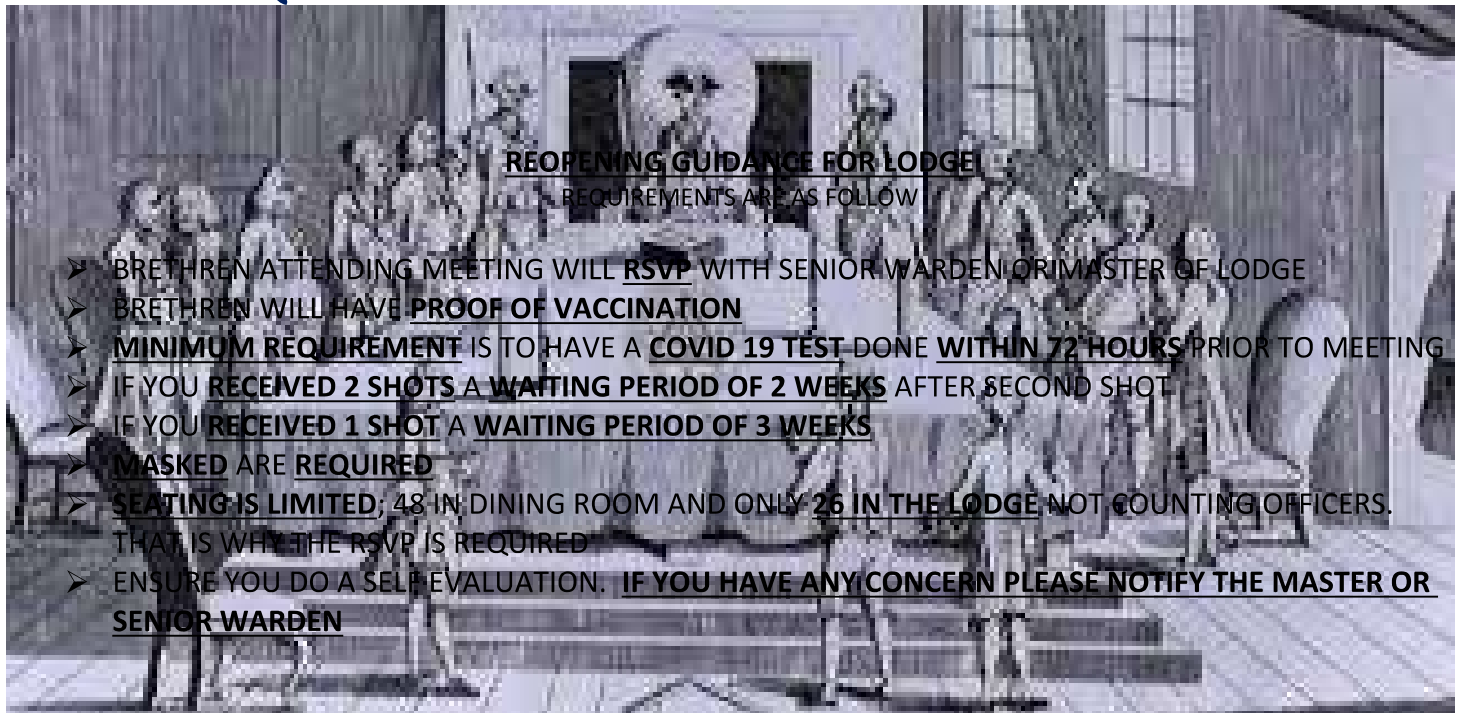 REOPENING GUIDANCE FOR LODGE!
REQUIREMENTS ARE AS FOLLOW
➢ BRETHREN ATTENDING MEETING WILL RSVP WITH SENIOR WARDEN OR MASTER OF LODGE
➢ BRETHREN WILL HAVE PROOF OF VACCINATION
➢ MINIMUM REQUIREMENT IS TO HAVE A COVID 19 TEST DONE WITHIN 72 HOURS PRIOR TO MEETING
➢ IF YOU RECEIVED 2 SHOTS A WAITING PERIOD OF 2 WEEKS AFTER SECOND SHOT
➢ IF YOU RECEIVED 1 SHOT A WAITING PERIOD OF 3 WEEKS
➢ MASKED ARE REQUIRED
➢ SEATING IS LIMITED; 48 IN DINING ROOM AND ONLY 26 IN THE LODGE NOT COUNTING OFFICERS.
THAT IS WHY THE RSVP IS REQUIRED
➢ ENSURE YOU DO A SELF EVALUATION. IF YOU HAVE ANY CONCERN PLEASE NOTIFY THE MASTER OR
SENIOR WARDEN